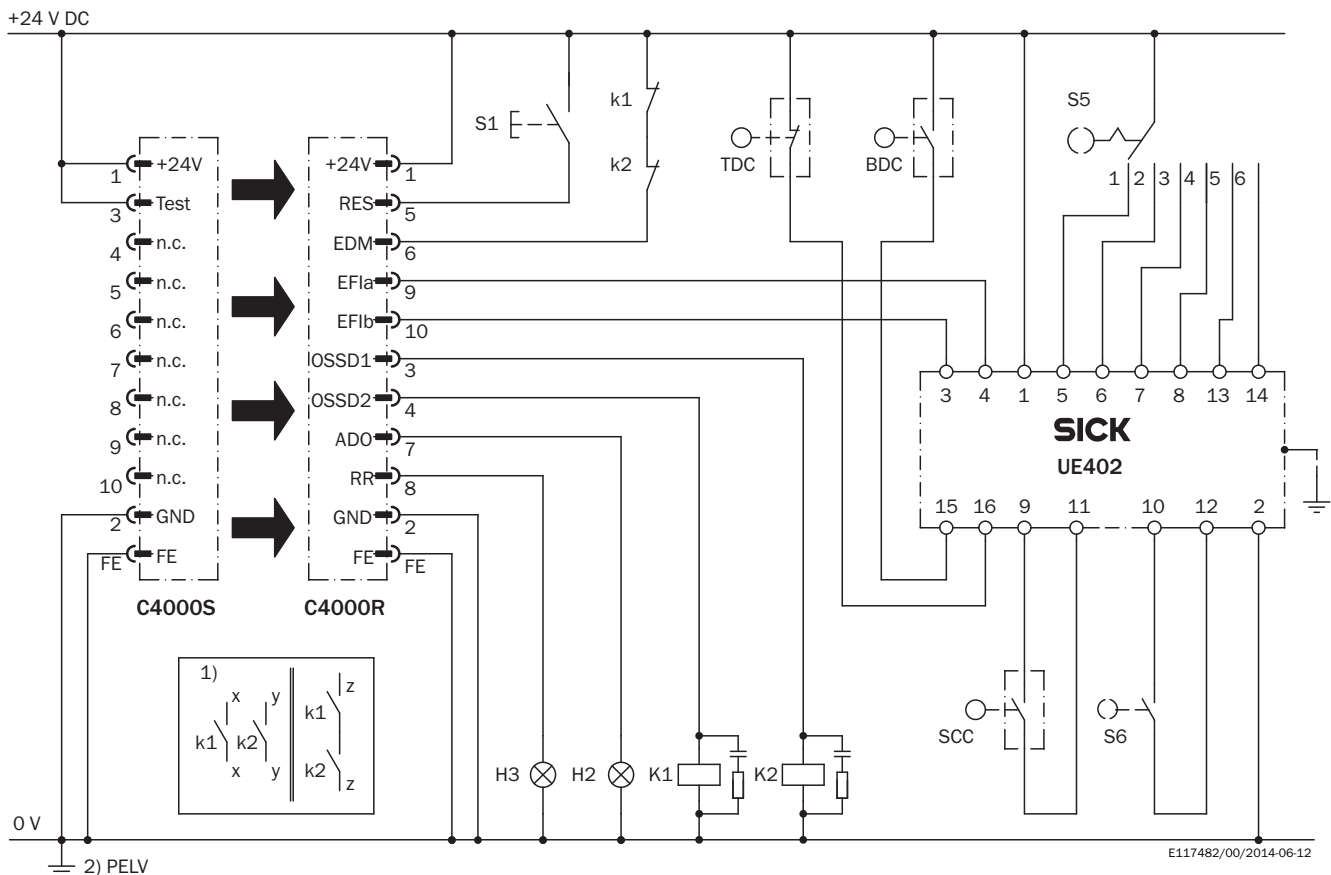 +24 V DC
S1
k1
k2
TDC
BDC
S5
1 2 3 4 5 6
1 +24V
3 Test
4 n.c.
5 n.c.
6 n.c.
7 n.c.
8 n.c.
9 n.c.
10 n.c.
2 GND
FE FE
C4000S
+24V 1
RES 5
EDM 6
EFIa 9
EFIb 10
OSSD1 3
OSSD2 4
ADO 7
RR 8
GND 2
FE FE
C4000R
3 4 1 5 6 7 8 13 14
SICK
UE402
15 16 9 11 10 12 2
SCC
S6
1)
x y z
k1 k2 k1
x y k2 z
H3 H2 K1 K2
0 V
2) PELV
E117482/00/2014-06-12